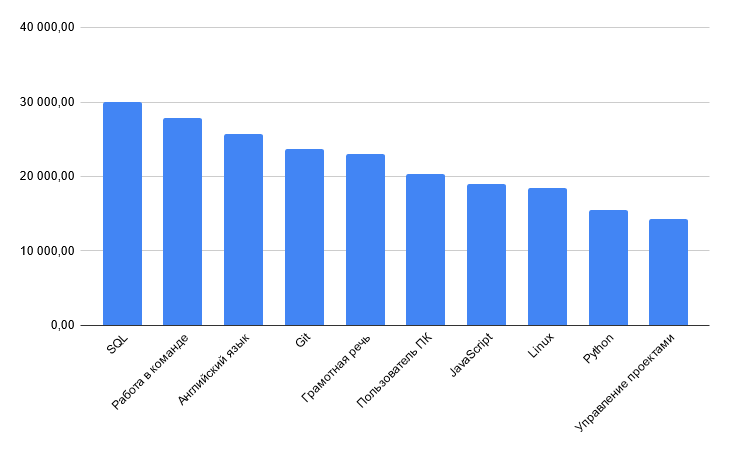 40 000,00
30 000,00
20 000,00
10 000,00
0,00
SQL
Работа в команде
Английский язык
Git
Грамотная речь
Пользователь ПК
JavaScript
Linux
Python
Управление проектами